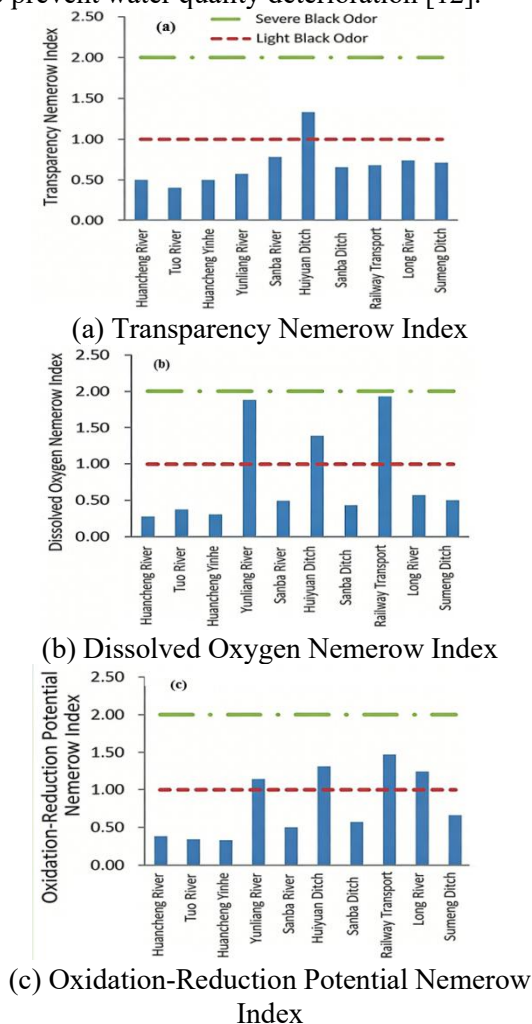 prevent water quality deterioration [12].
(a)
Severe Black Odor
Light Black Odor
Transparency Nemerow Index
2.50
2.00
1.50
1.00
0.50
0.00
Huancheng River
Tuo River
Huancheng Yinhe
Yunliang River
Sanba River
Huiyuan Ditch
Sanba Ditch
Railway Transport
Long River
Sumeng Ditch
(a) Transparency Nemerow Index
(b)
Dissolved Oxygen Nemerow Index
2.50
2.00
1.50
1.00
0.50
0.00
Huancheng River
Tuo River
Huancheng Yinhe
Yunliang River
Sanba River
Huiyuan Ditch
Sanba Ditch
Railway Transport
Long River
Sumeng Ditch
(b) Dissolved Oxygen Nemerow Index
(c)
Oxidation-Reduction Potential
Nemerow Index
2.50
2.00
1.50
1.00
0.50
0.00
Huancheng River
Tuo River
Huancheng Yinhe
Yunliang River
Sanba River
Huiyuan Ditch
Sanba Ditch
Railway Transport
Long River
Sumeng Ditch
(c) Oxidation-Reduction Potential Nemerow
Index